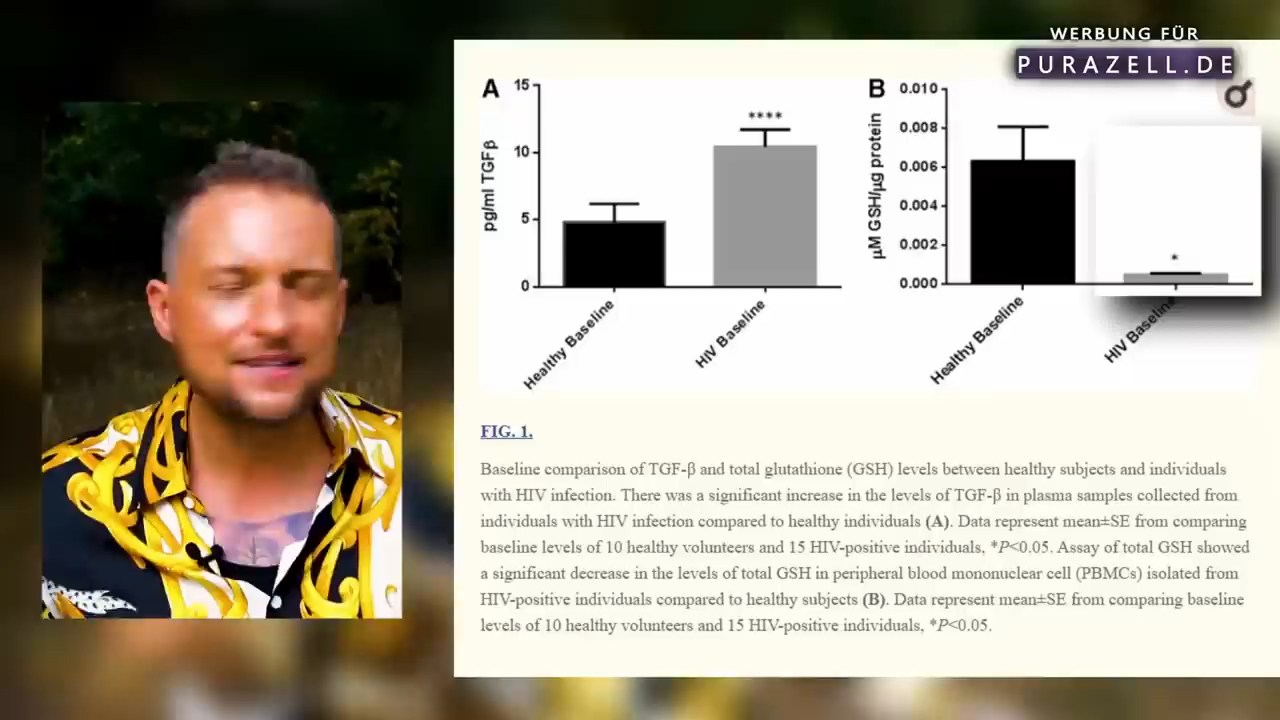 WERBUNG FÜR
PURAZELL.DE
A
15
10
5
0
pg/ml TGFβ
****
Healthy Baseline
HIV Baseline
B
0.010
0.008
0.006
0.004
0.002
0.000
µM GSH/µg protein
*
Healthy Baseline
HIV Baseline
FIG. 1.
Baseline comparison of TGF-β and total glutathione (GSH) levels between healthy subjects and individuals
with HIV infection. There was a significant increase in the levels of TGF-β in plasma samples collected from
individuals with HIV infection compared to healthy individuals (A). Data represent mean±SE from comparing
baseline levels of 10 healthy volunteers and 15 HIV-positive individuals, *P<0.05. Assay of total GSH showed
a significant decrease in the levels of total GSH in peripheral blood mononuclear cell (PBMCs) isolated from
HIV-positive individuals compared to healthy subjects (B). Data represent mean±SE from comparing baseline
levels of 10 healthy volunteers and 15 HIV-positive individuals, *P<0.05.